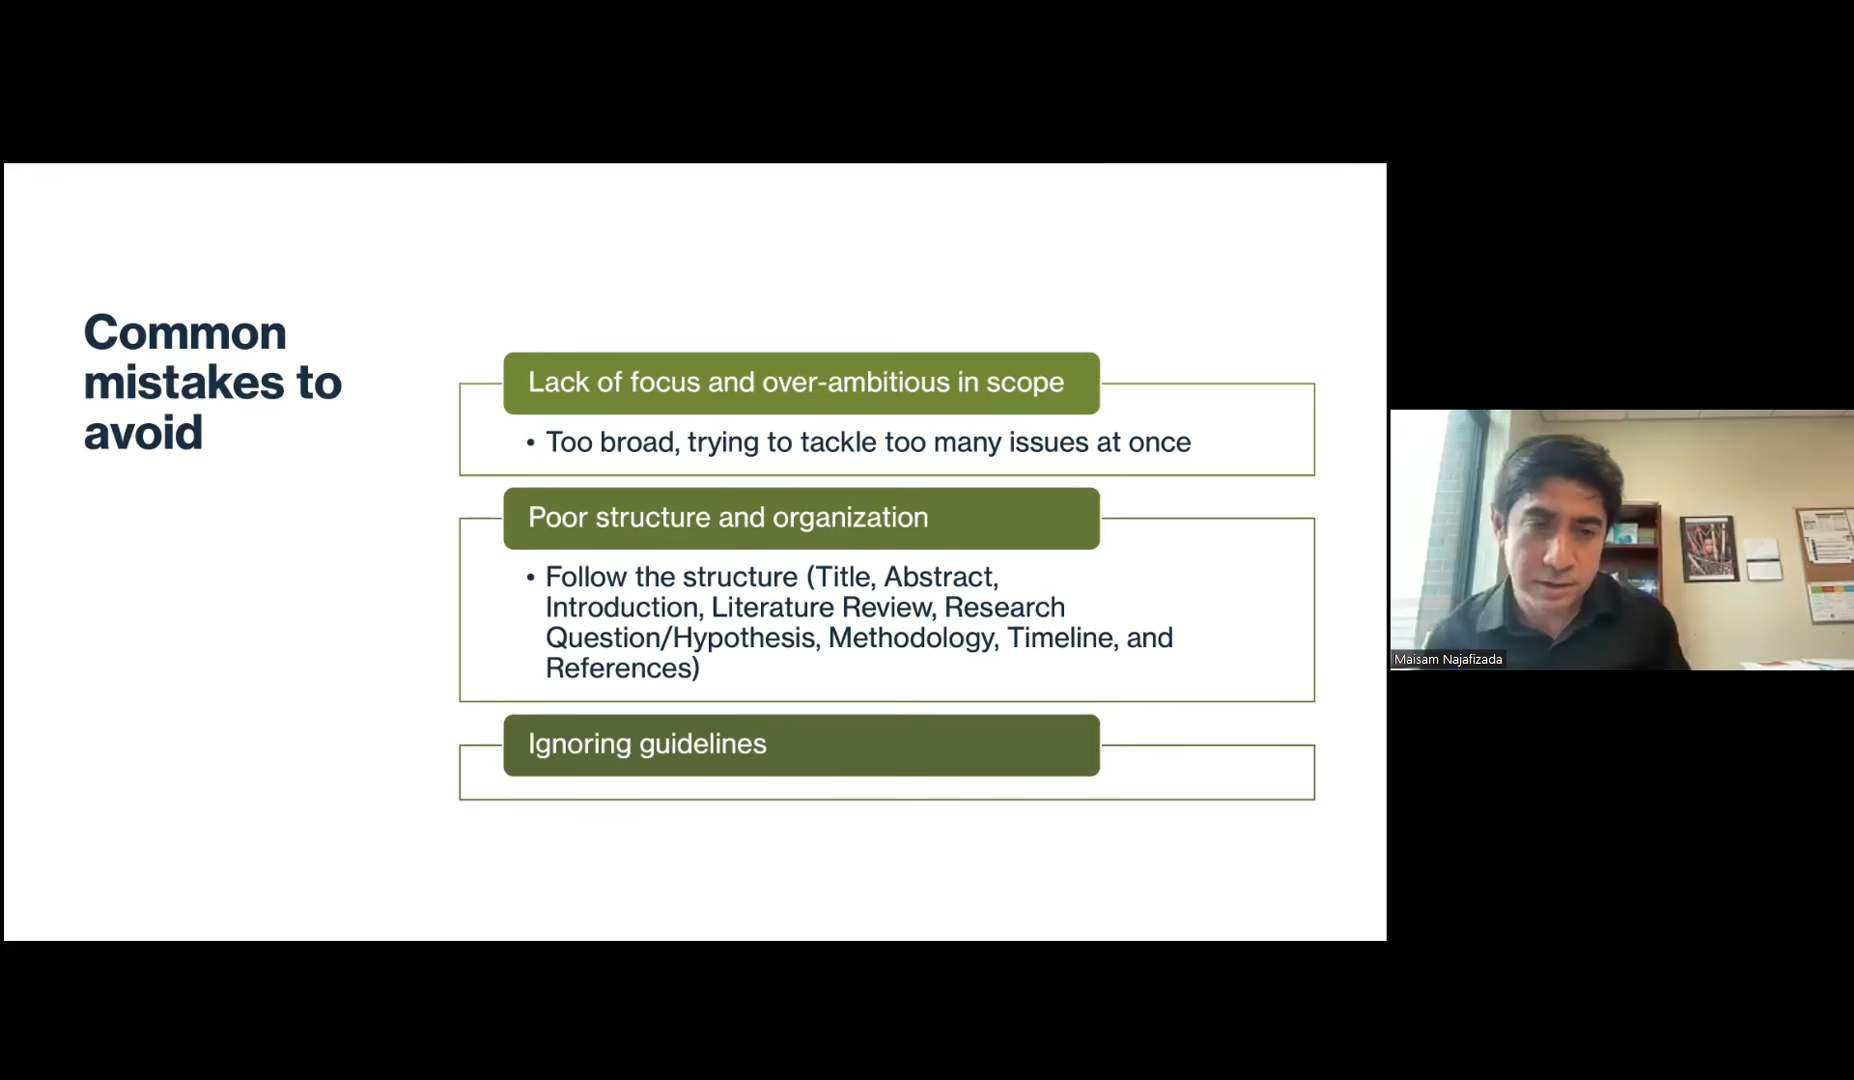 Common
mistakes to
avoid
Lack of focus and over-ambitious in scope
• Too broad, trying to tackle too many issues at once
Poor structure and organization
• Follow the structure (Title, Abstract,
Introduction, Literature Review, Research
Question/Hypothesis, Methodology, Timeline, and
References)
Ignoring guidelines
Maisam Najafizada